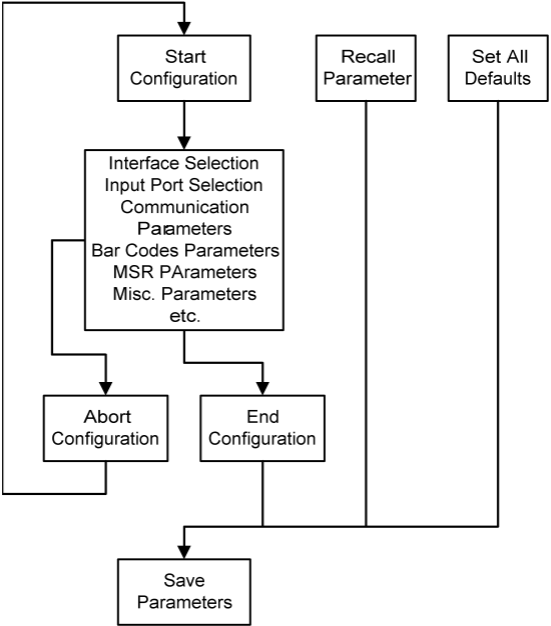 Start
Configuration
Recall
Parameter
Set All
Defaults
Interface Selection
Input Port Selection
Communication
Parameters
Bar Codes Parameters
MSR PArameters
Misc. Parameters
etc.
Abort
Configuration
End
Configuration
Save
Parameters